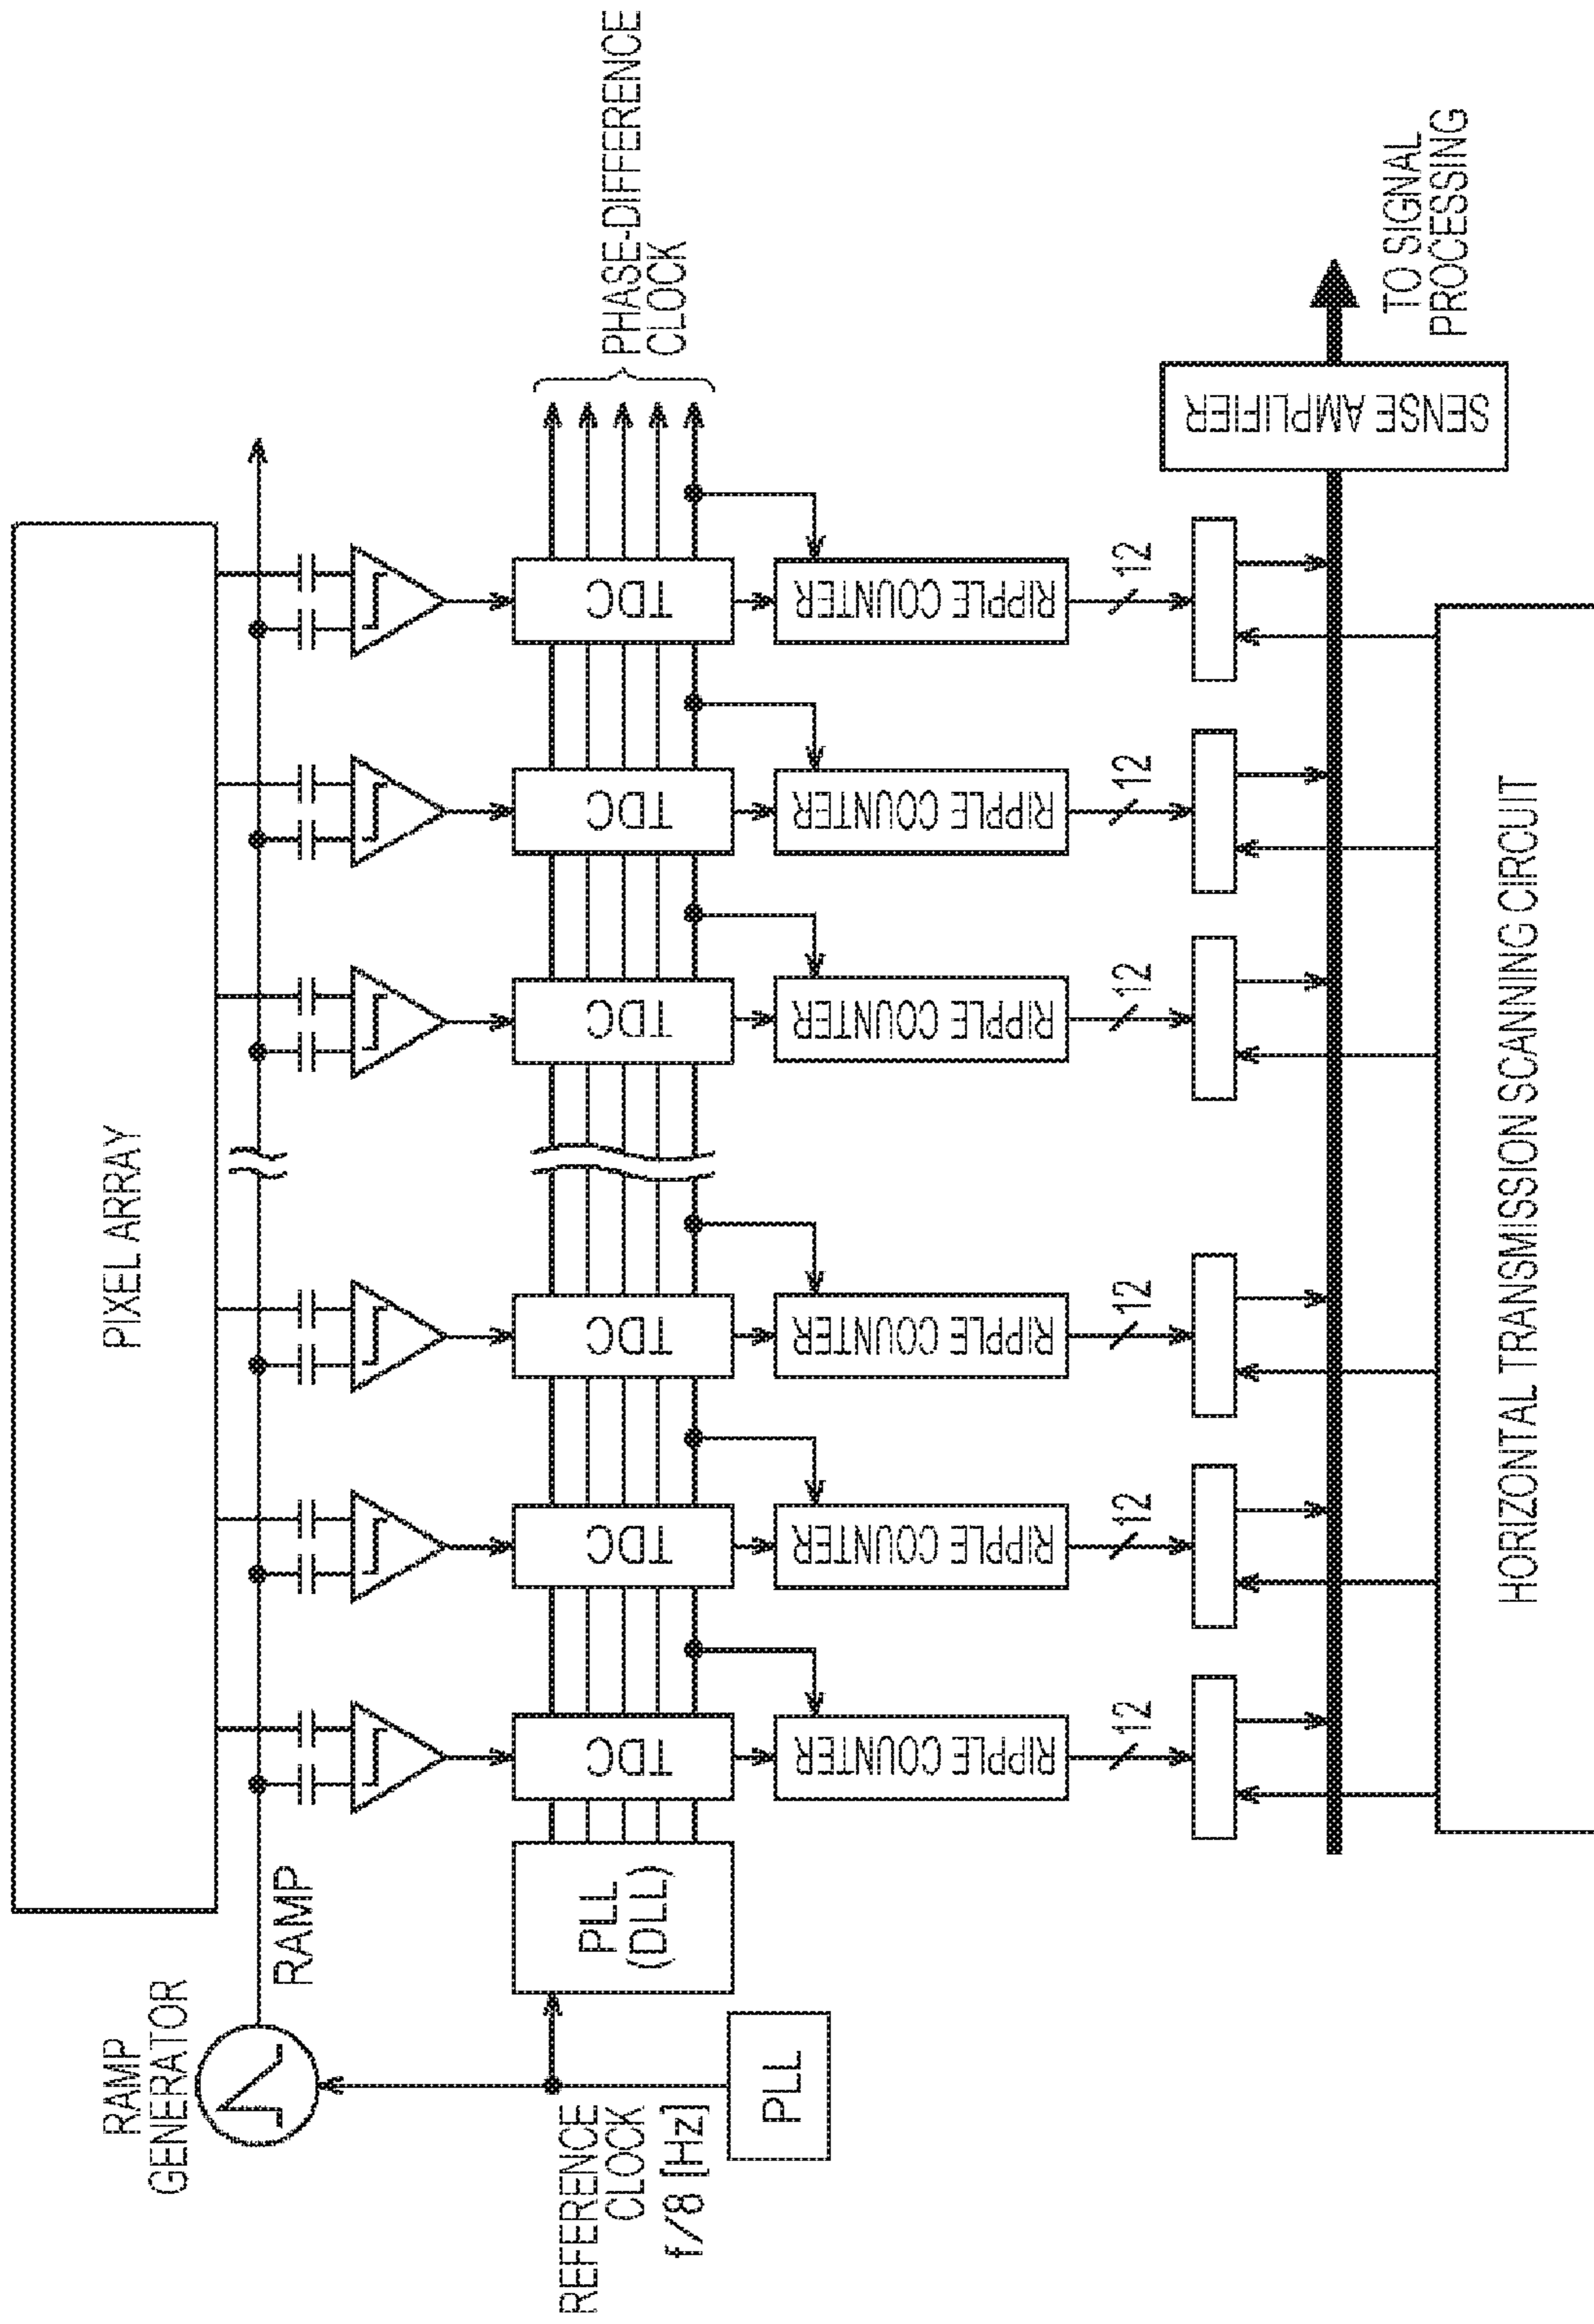 RAMP
GENERATOR
PIXEL ARRAY
RAMP
REFERENCE
CLOCK
f/8 [Hz]
PLL
(DLL)
TDC
TDC
TDC
TDC
TDC
TDC
PHASE-DIFFERENCE
CLOCK
PLL
RIPPLE COUNTER
RIPPLE COUNTER
RIPPLE COUNTER
RIPPLE COUNTER
RIPPLE COUNTER
RIPPLE COUNTER
12
12
12
12
12
12
SENSE AMPLIFIER
TO SIGNAL
PROCESSING
HORIZONTAL TRANSMISSION SCANNING CIRCUIT